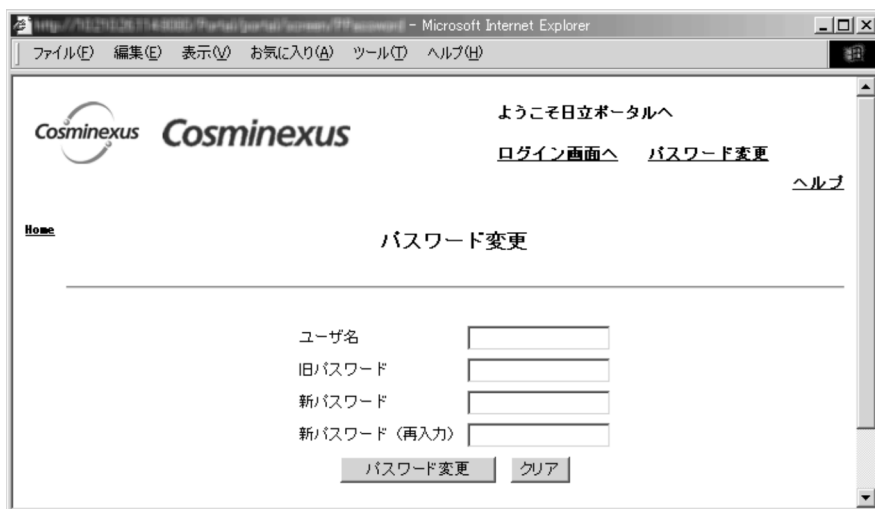 - Microsoft Internet Explorer
ファイル(F) 編集(E) 表示(V) お気に入り(A) ツール(T) ヘルプ(H)
Cosminexus Cosminexus
ようこそ日立ポータルへ
ログイン画面へ パスワード変更
ヘルプ
Home
パスワード変更
ユーザ名
旧パスワード
新パスワード
新パスワード（再入力）
パスワード変更 クリア